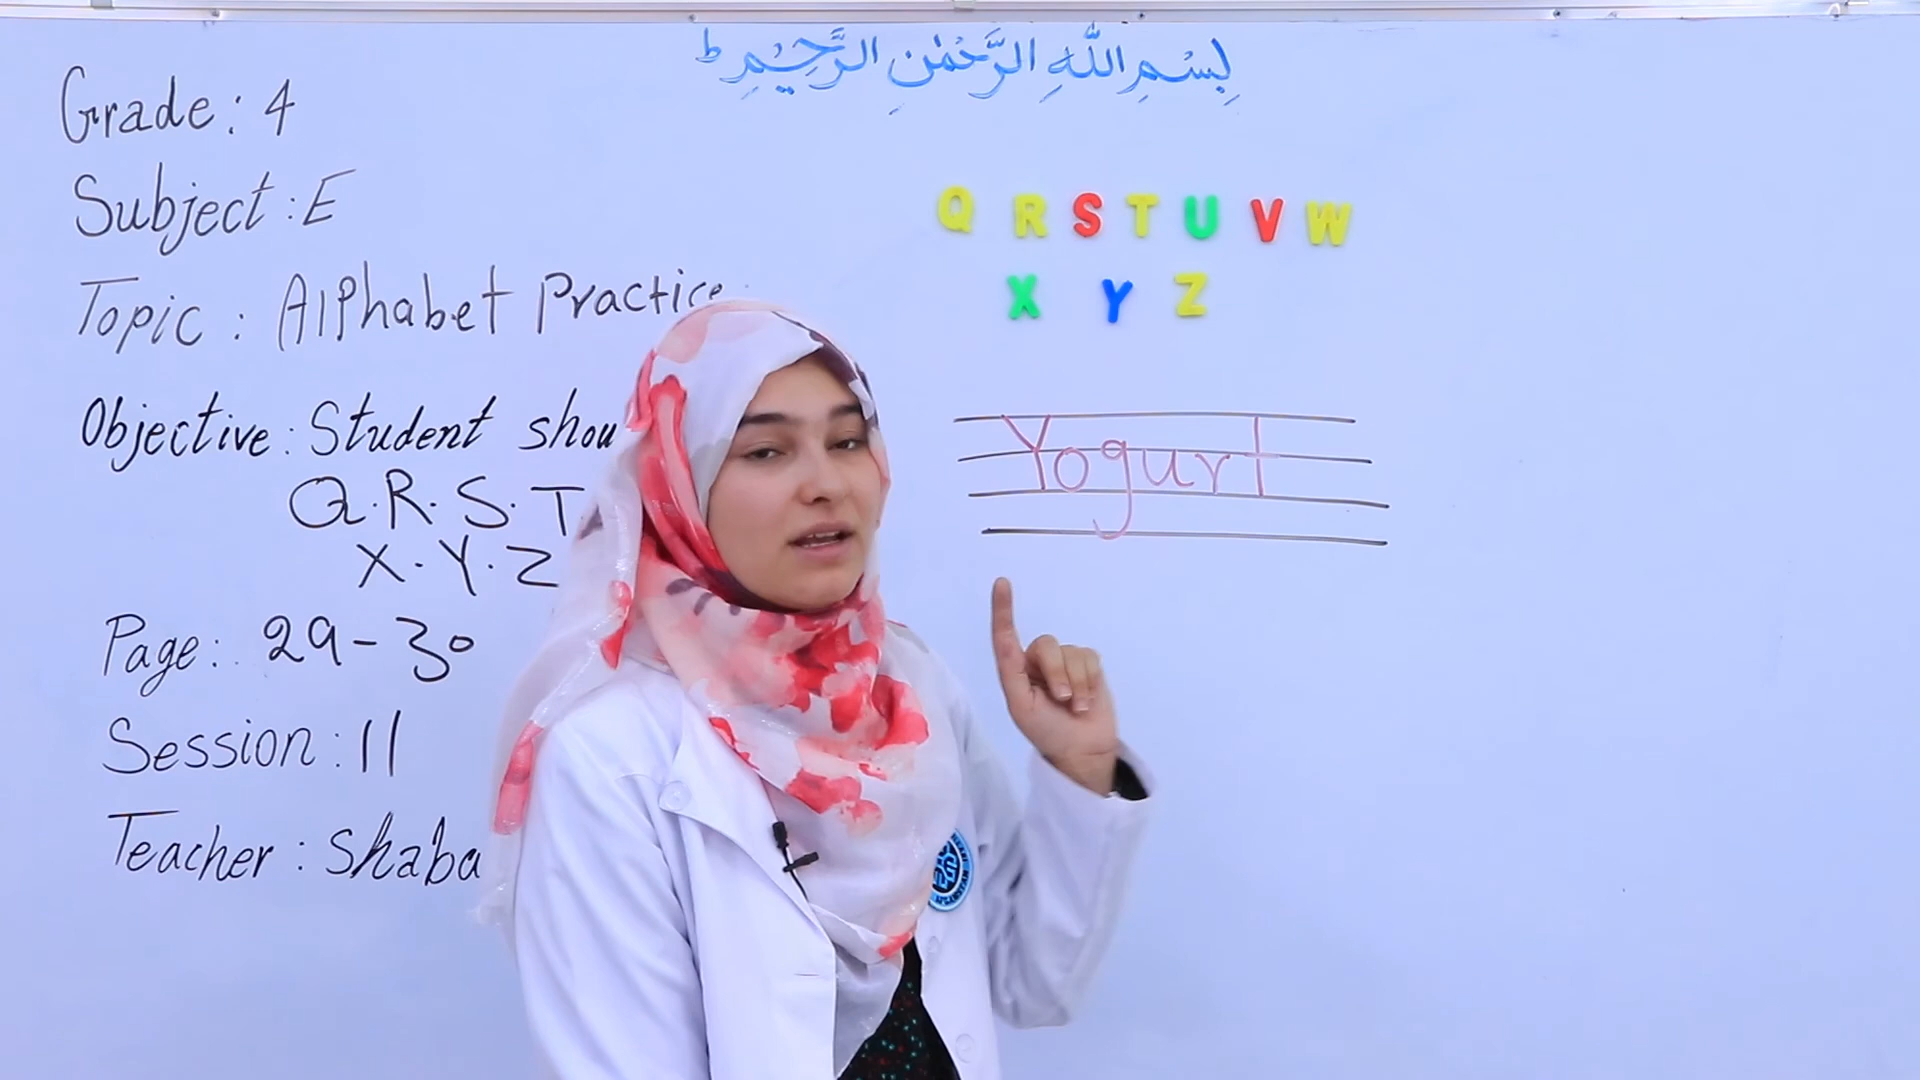 بِسْمِ اللهِ الرَّحْمٰنِ الرَّحِيْمِ ط
Grade: 4
Subject: E
Topic: Alphabet Practice
Objective: Student shou
Q.R.S.T
X.Y.Z
Page: 29-30
Session: 11
Teacher: Shaba
Q R S T U V W
X Y Z
Yogurt